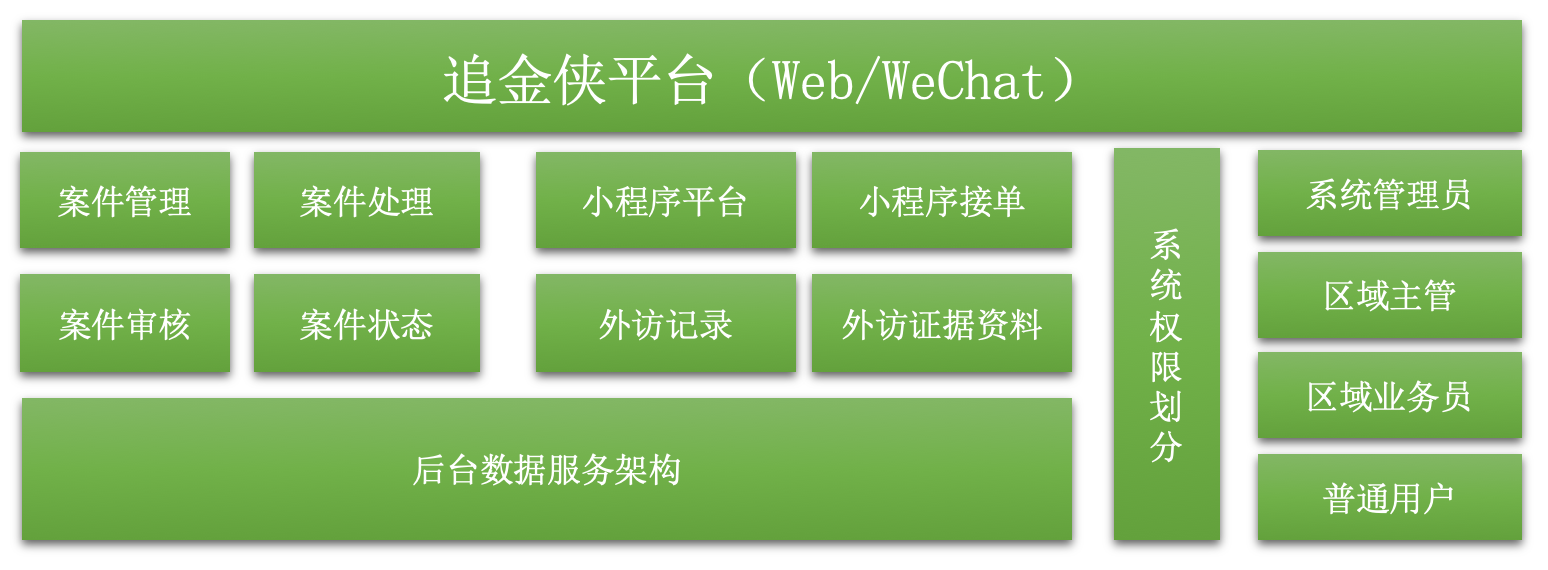 追金侠平台（Web/WeChat）
案件管理
案件处理
小程序平台
小程序接单
案件审核
案件状态
外访记录
外访证据资料
后台数据服务架构
系统权限划分
系统管理员
区域主管
区域业务员
普通用户